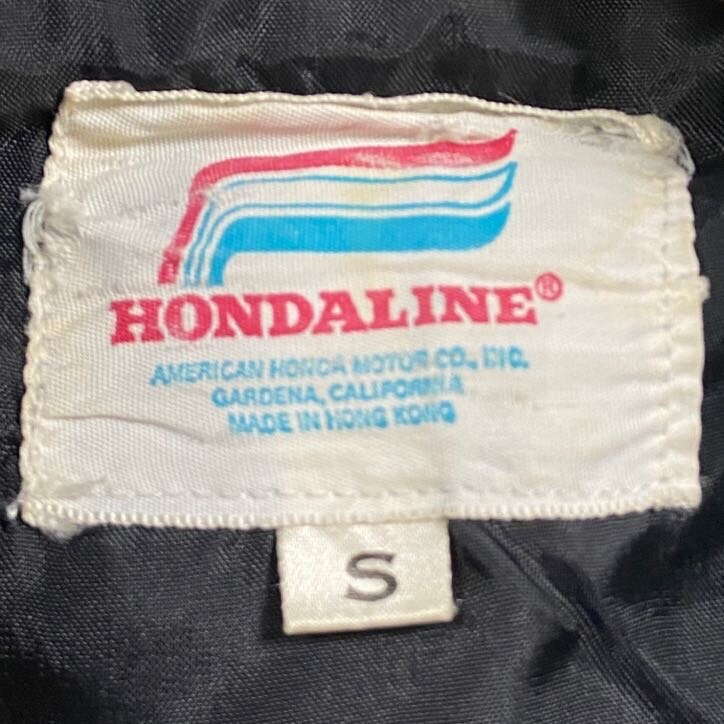 HONDALINE®
AMERICAN HONDA MOTOR CO., INC.
GARDENA, CALIFORNIA
MADE IN HONG KONG
S